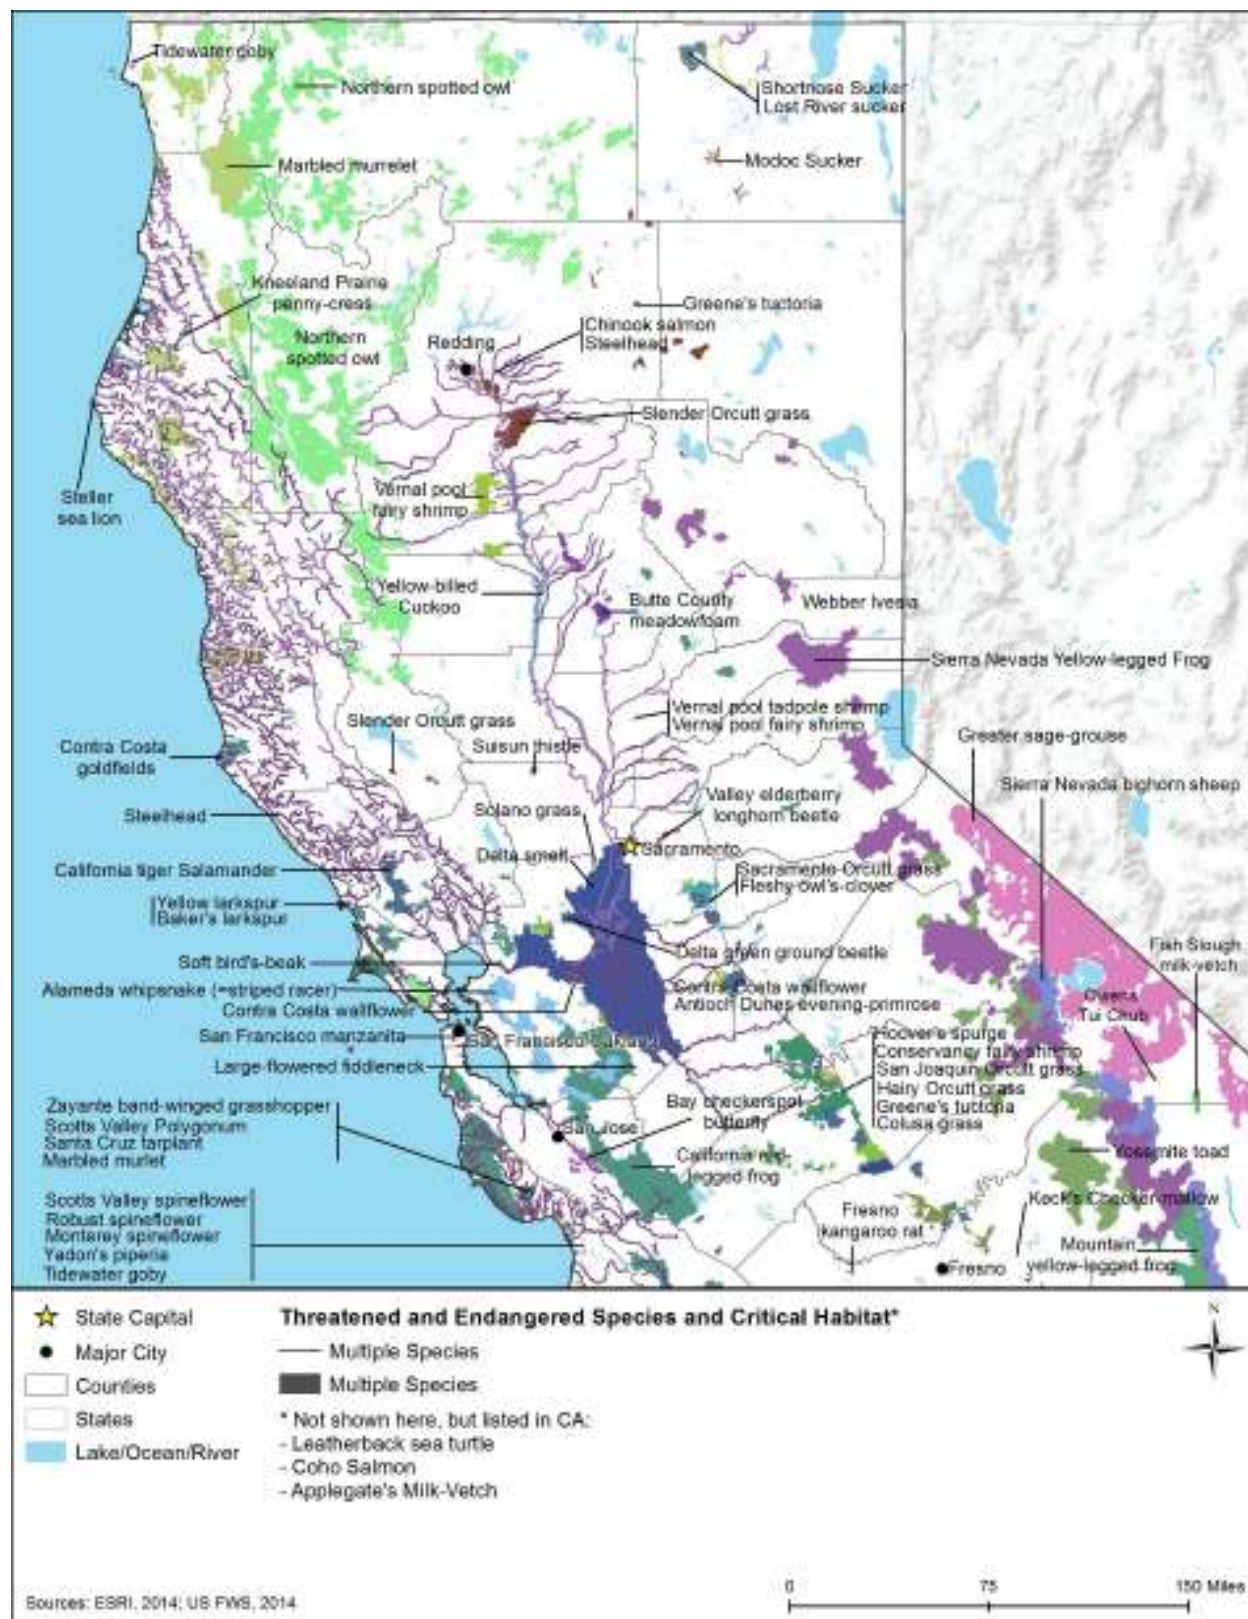 Tidewater goby
Northern spotted owl
Shortnose Sucker
Lost River sucker
Marbled murrelet
Modoc Sucker
Kneeland Prairie
penny-cress
Greene's tuctoria
Northern
spotted owl
Redding
Chinook salmon
Steelhead
Slender Orcutt grass
Steller
sea lion
Vernal pool
fairy shrimp
Yellow-billed
Cuckoo
Butte County
meadowfoam
Webber Ivesia
Sierra Nevada Yellow-legged Frog
Vernal pool tadpole shrimp
Vernal pool fairy shrimp
Slender Orcutt grass
Suisun thistle
Greater sage-grouse
Contra Costa
goldfields
Sierra Nevada bighorn sheep
Solano grass
Valley elderberry
longhorn beetle
Steelhead
Delta smelt
Sacramento
California tiger Salamander
Sacramento Orcutt grass
Fleshy owl's-clover
Yellow larkspur
Baker's larkspur
Delta green ground beetle
Fish Slough
milk-vetch
Soft bird's-beak
Alameda whipsnake (=striped racer)
Contra Costa wallflower
Antioch Dunes evening-primrose
Owens
Tui Chub
Contra Costa wallflower
San Francisco manzanita
San Francisco-Oakland
Hoover's spurge
Conservancy fairy shrimp
San Joaquin Orcutt grass
Hairy Orcutt grass
Greene's tuctoria
Colusa grass
Large-flowered fiddleneck
Zayante band-winged grasshopper
Scotts Valley Polygonum
Santa Cruz tarplant
Marbled murlet
Bay checkerspot
butterfly
San Jose
California red-
legged frog
Yosemite toad
Scotts Valley spineflower
Robust spineflower
Monterey spineflower
Yadon's piperia
Tidewater goby
Fresno
kangaroo rat
Keck's Checker-mallow
Mountain
yellow-legged frog
Fresno
State Capital
Major City
Counties
States
Lake/Ocean/River
Threatened and Endangered Species and Critical Habitat*
Multiple Species
Multiple Species
* Not shown here, but listed in CA:
- Leatherback sea turtle
- Coho Salmon
- Applegate's Milk-Vetch
N
0 75 150 Miles
Sources: ESRI, 2014; US FWS, 2014